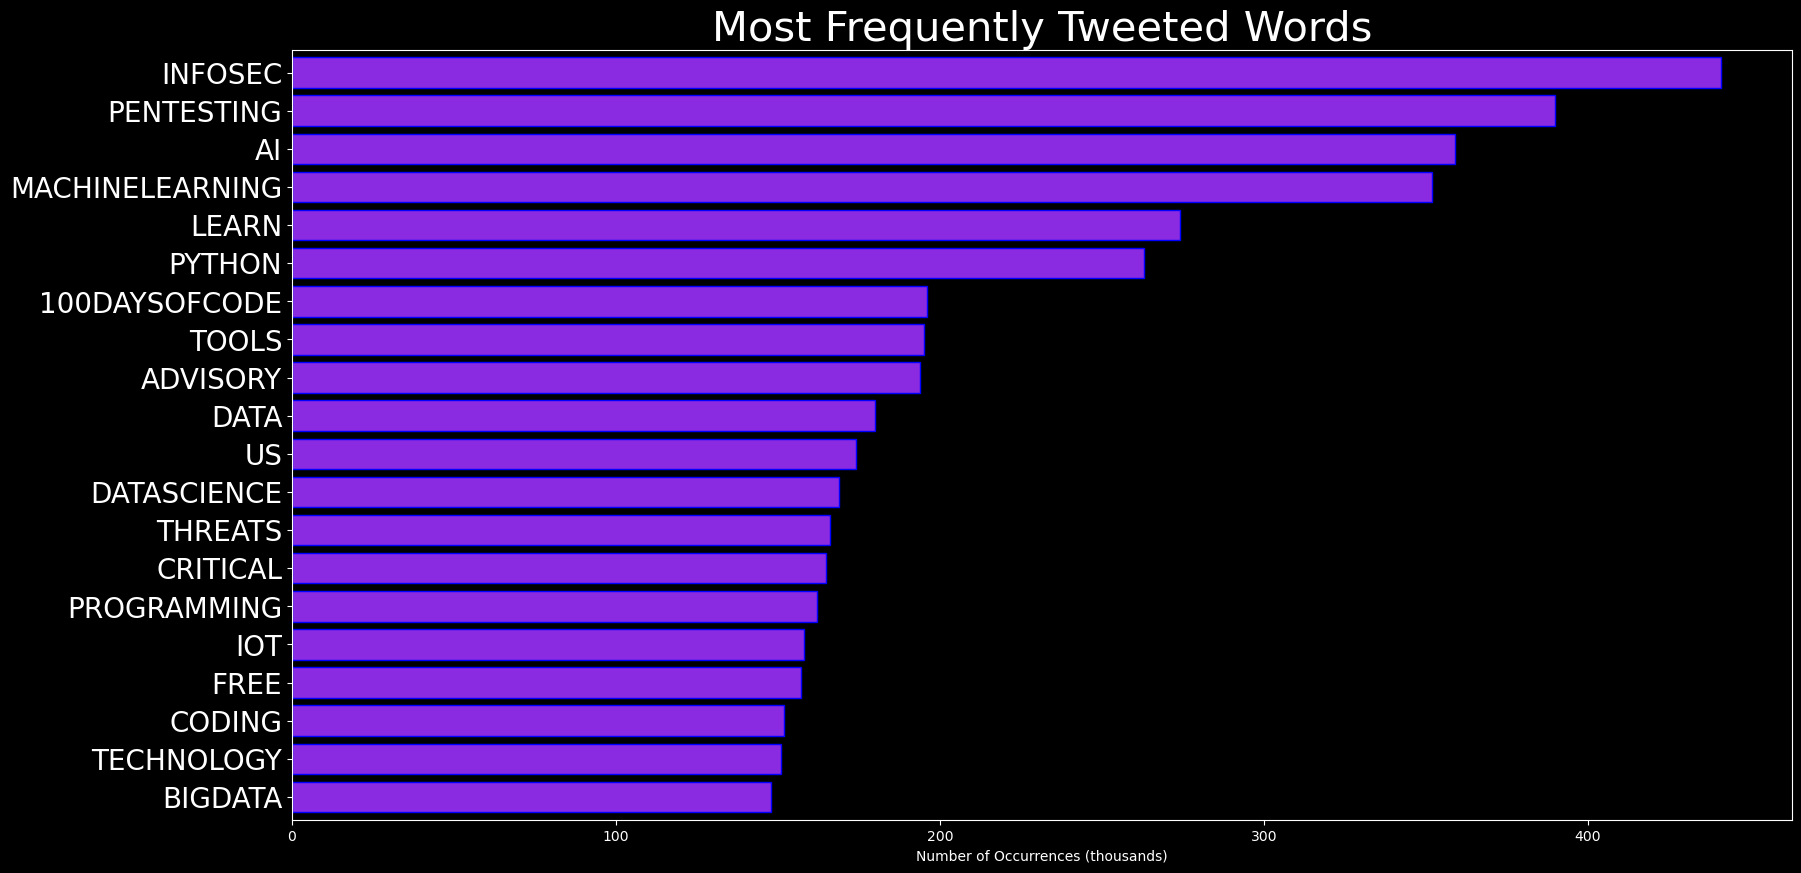 Most Frequently Tweeted Words
INFOSEC
PENTESTING
AI
MACHINELEARNING
LEARN
PYTHON
100DAYSOFCODE
TOOLS
ADVISORY
DATA
US
DATASCIENCE
THREATS
CRITICAL
PROGRAMMING
IOT
FREE
CODING
TECHNOLOGY
BIGDATA
0 100 200 300 400
Number of Occurrences (thousands)